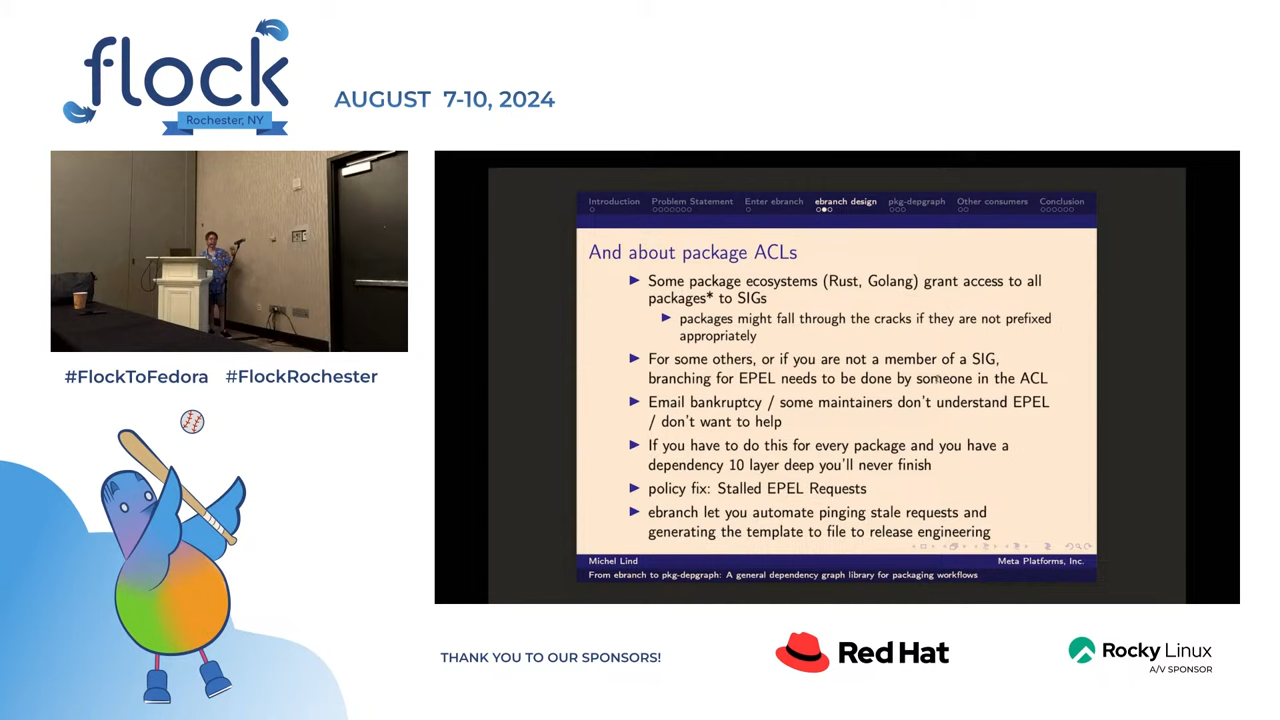 flock
Rochester, NY
AUGUST 7-10, 2024
Introduction Problem Statement Enter ebranch ebranch design pkg-depgraph Other consumers Conclusion
And about package ACLs
Some package ecosystems (Rust, Golang) grant access to all
packages* to SIGs
packages might fall through the cracks if they are not prefixed
appropriately
For some others, or if you are not a member of a SIG,
branching for EPEL needs to be done by someone in the ACL
Email bankruptcy / some maintainers don't understand EPEL
/ don't want to help
If you have to do this for every package and you have a
dependency 10 layer deep you'll never finish
policy fix: Stalled EPEL Requests
ebranch let you automate pinging stale requests and
generating the template to file to release engineering
Michel Lind Meta Platforms, Inc.
From ebranch to pkg-depgraph: A general dependency graph library for packaging workflows
#FlockToFedora #FlockRochester
THANK YOU TO OUR SPONSORS!
Red Hat
Rocky Linux
A/V SPONSOR